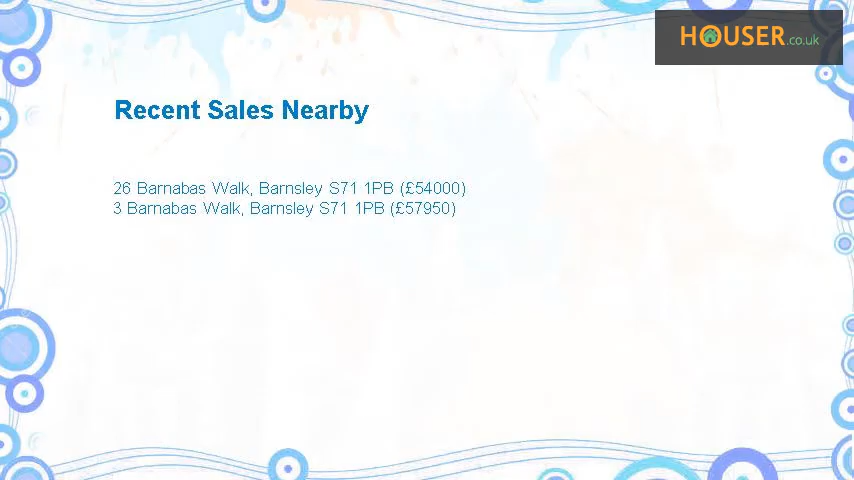 HOUSER.co.uk
Recent Sales Nearby
26 Barnabas Walk, Barnsley S71 1PB (£54000)
3 Barnabas Walk, Barnsley S71 1PB (£57950)